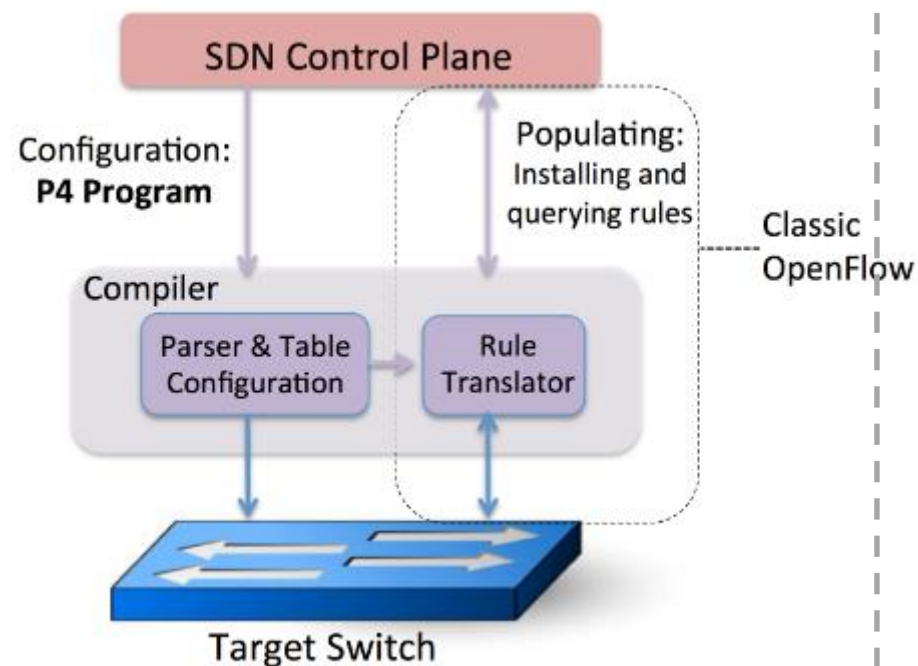 SDN Control Plane
Configuration:
P4 Program
Populating:
Installing and
querying rules
Classic
OpenFlow
Compiler
Parser & Table
Configuration
Rule
Translator
Target Switch